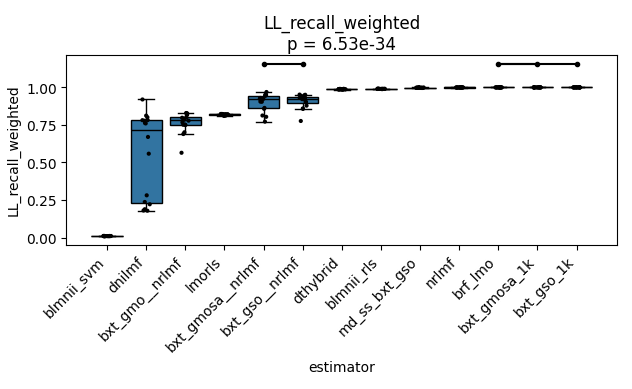 LL_recall_weighted
p = 6.53e-34
LL_recall_weighted
1.00
0.75
0.50
0.25
0.00
blmnii_svm
dnilmf
bxt_gmo__nrlmf
lmorls
bxt_gmosa__nrlmf
bxt_gso__nrlmf
dthybrid
blmnii_rls
md_ss_bxt_gso
nrlmf
brf_lmo
bxt_gmosa_1k
bxt_gso_1k
estimator